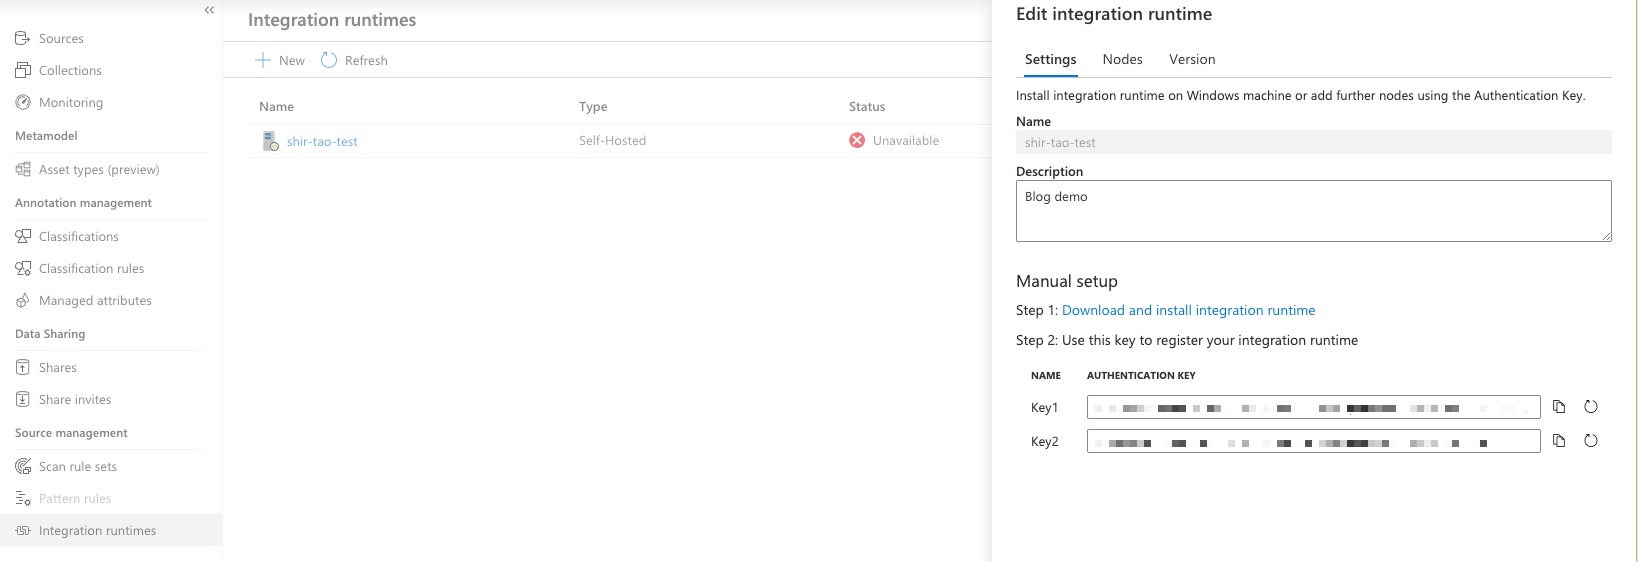 «
Sources
Collections
Monitoring
Metamodel
Asset types (preview)
Annotation management
Classifications
Classification rules
Managed attributes
Data Sharing
Shares
Share invites
Source management
Scan rule sets
Pattern rules
Integration runtimes
Integration runtimes
New Refresh
Name Type Status
shir-tao-test Self-Hosted Unavailable
Edit integration runtime
Settings Nodes Version
Install integration runtime on Windows machine or add further nodes using the Authentication Key.
Name
shir-tao-test
Description
Blog demo
Manual setup
Step 1: Download and install integration runtime
Step 2: Use this key to register your integration runtime
NAME AUTHENTICATION KEY
Key1
Key2